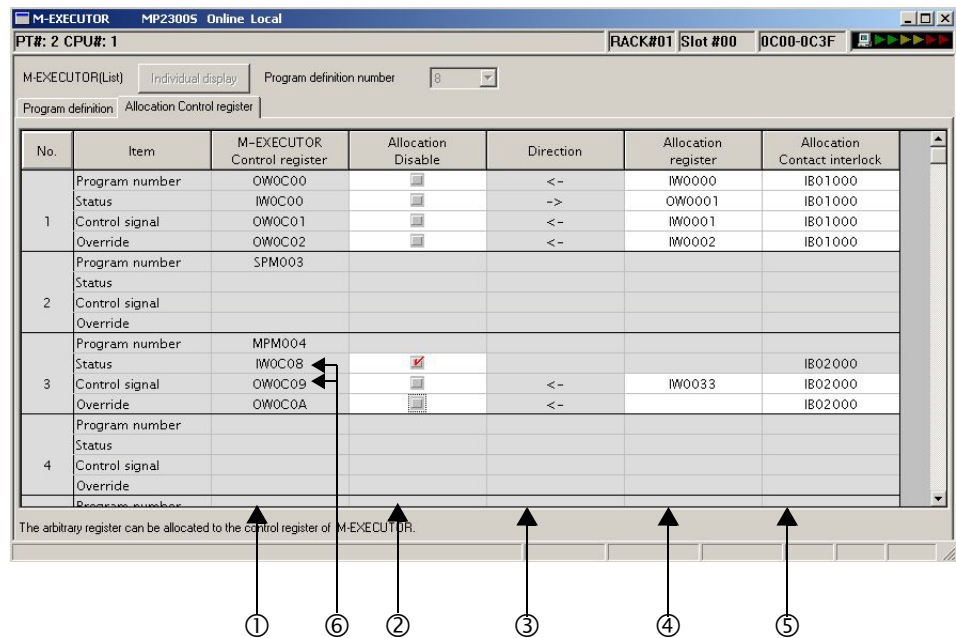 M-EXECUTOR MP2300S Online Local
PT#: 2 CPU#: 1 RACK#01 Slot #00 0C00-0C3F
M-EXECUTOR(List) Individual display Program definition number 8
Program definition Allocation Control register
No. Item M-EXECUTOR Control register Allocation Disable Direction Allocation register Allocation Contact interlock
Program number OW0C00 <- IW0000 IB01000
Status IW0C00 -> OW0001 IB01000
1 Control signal OW0C01 <- IW0001 IB01000
Override OW0C02 <- IW0002 IB01000
Program number SPM003
Status
2 Control signal
Override
Program number MPM004
Status IW0C08 IB02000
3 Control signal OW0C09 <- IW0033 IB02000
Override OW0C0A <- IB02000
Program number
Status
4 Control signal
Override
Program number
The arbitrary register can be allocated to the control register of M-EXECUTOR.
① ⑥ ② ③ ④ ⑤